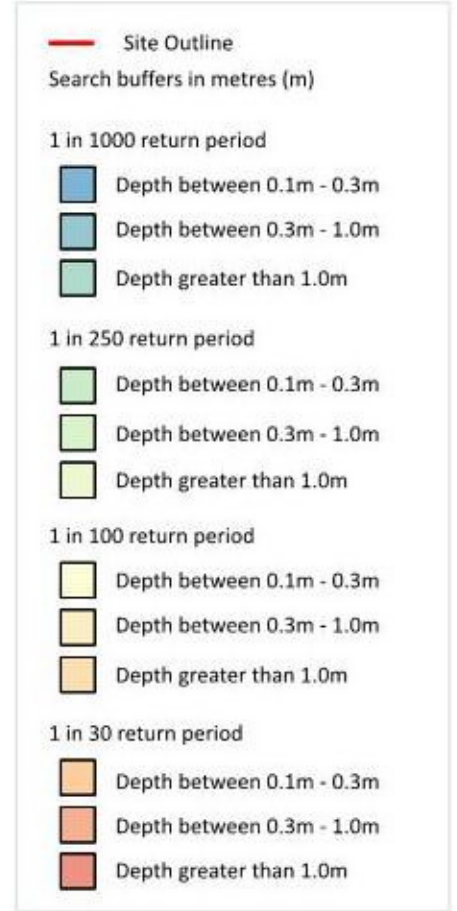 Site Outline
Search buffers in metres (m)
1 in 1000 return period
Depth between 0.1m - 0.3m
Depth between 0.3m - 1.0m
Depth greater than 1.0m
1 in 250 return period
Depth between 0.1m - 0.3m
Depth between 0.3m - 1.0m
Depth greater than 1.0m
1 in 100 return period
Depth between 0.1m - 0.3m
Depth between 0.3m - 1.0m
Depth greater than 1.0m
1 in 30 return period
Depth between 0.1m - 0.3m
Depth between 0.3m - 1.0m
Depth greater than 1.0m